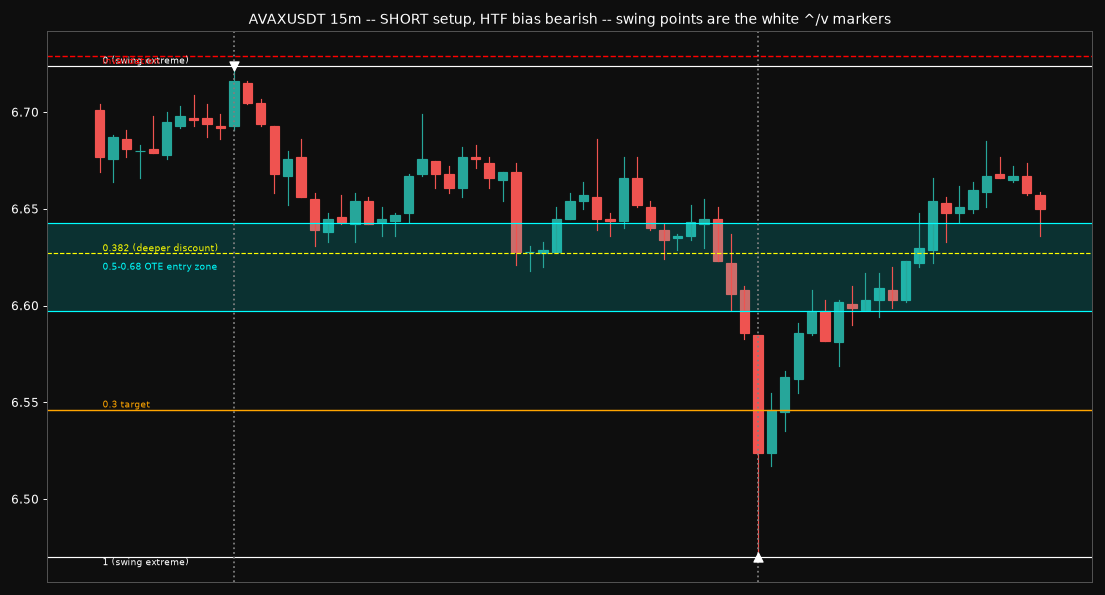 AVAXUSDT 15m -- SHORT setup, HTF bias bearish -- swing points are the white ^/v markers
0 (swing extreme)
6.70
6.65
0.382 (deeper discount)
0.5-0.68 OTE entry zone
6.60
6.55
0.3 target
6.50
1 (swing extreme)